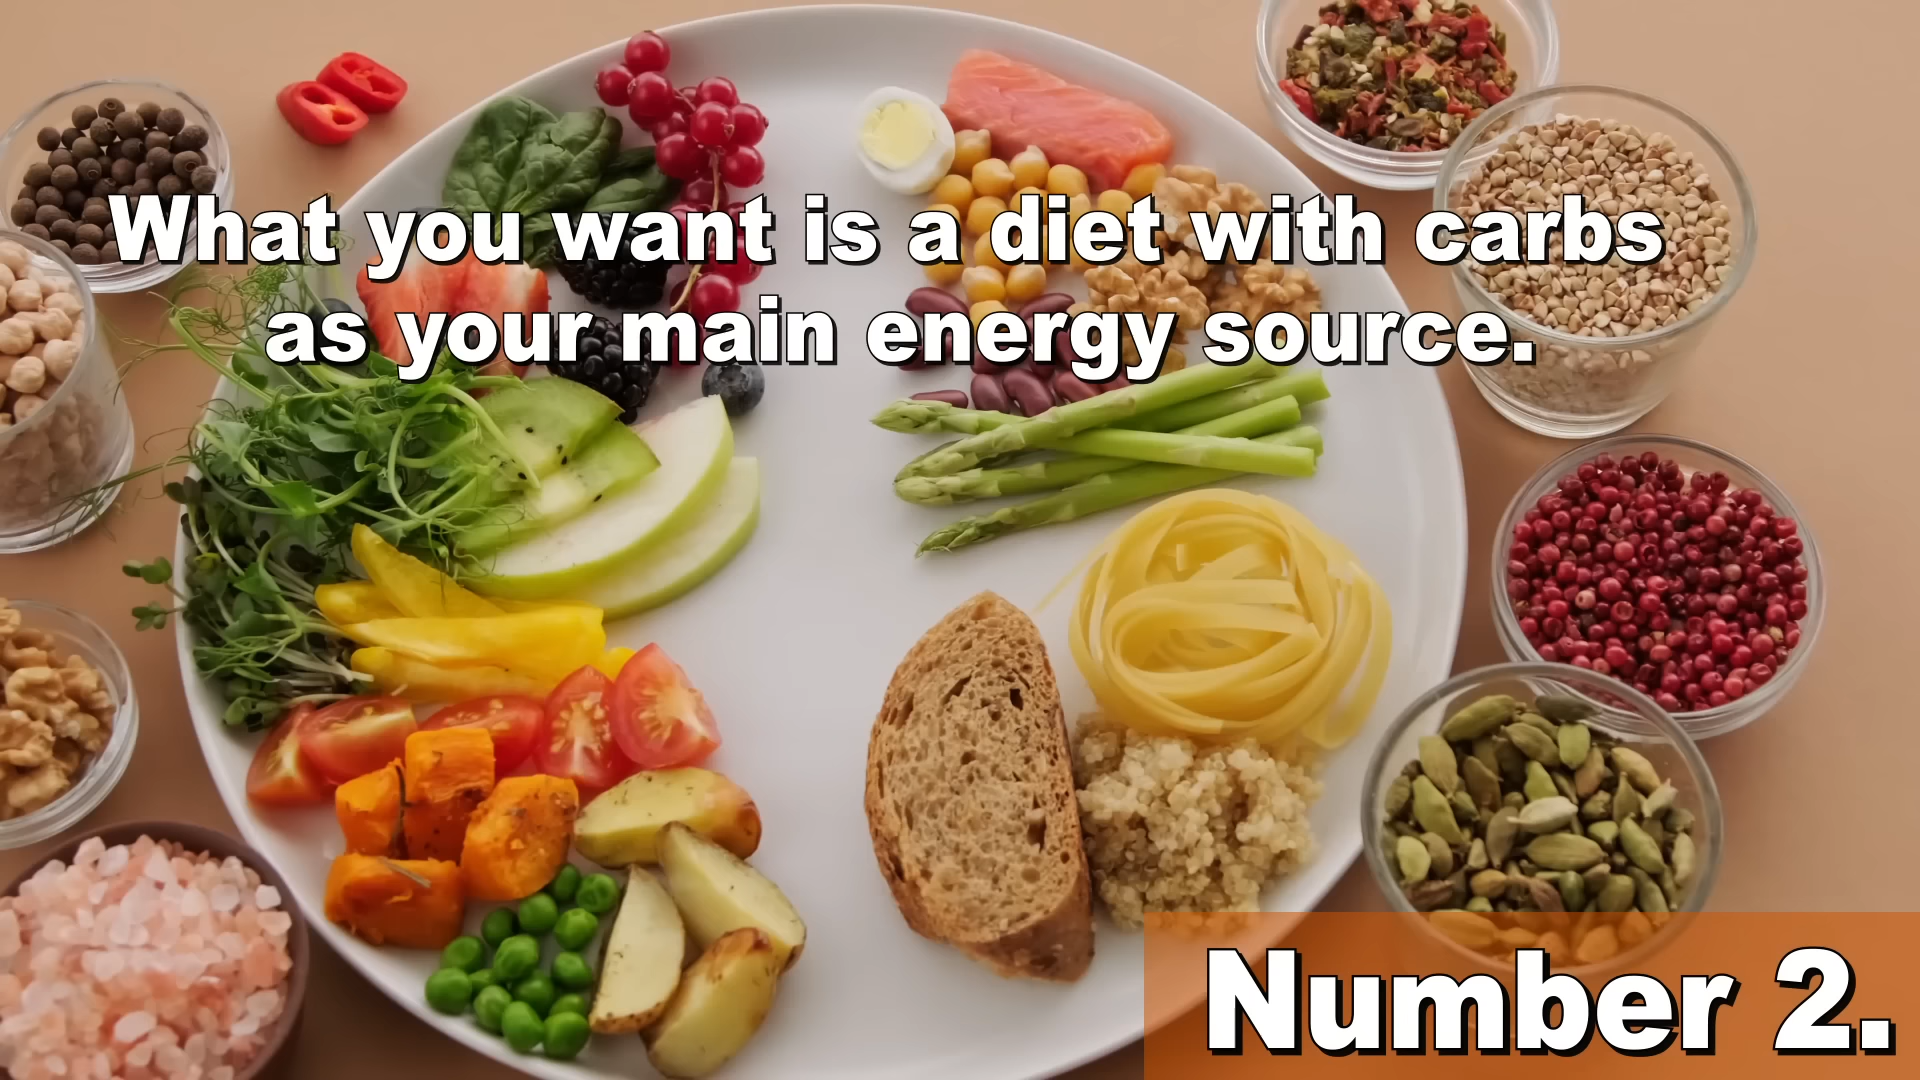 What you want is a diet with carbs
as your main energy source.
Number 2.